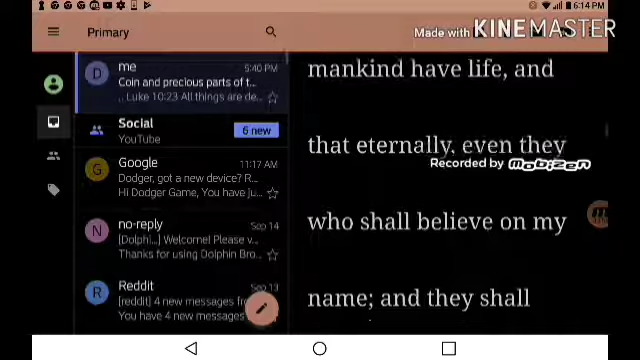 6:14 PM
Primary
Made with KINEMASTER
D
me
5:40 PM
Coin and precious parts of t...
.. Luke 10:23 All things are de...
Social
6 new
YouTube
G
Google
11:17 AM
Dodger, got a new device? R...
Hi Dodger Game, You have ju...
N
no-reply
Sep 14
[Dolphi...] Welcome! Please v...
Thanks for using Dolphin Bro...
R
Reddit
Sep 13
[reddit] 4 new messages fr
You have 4 new messages
mankind have life, and
that eternally, even they
Recorded by mobizen
who shall believe on my
name; and they shall